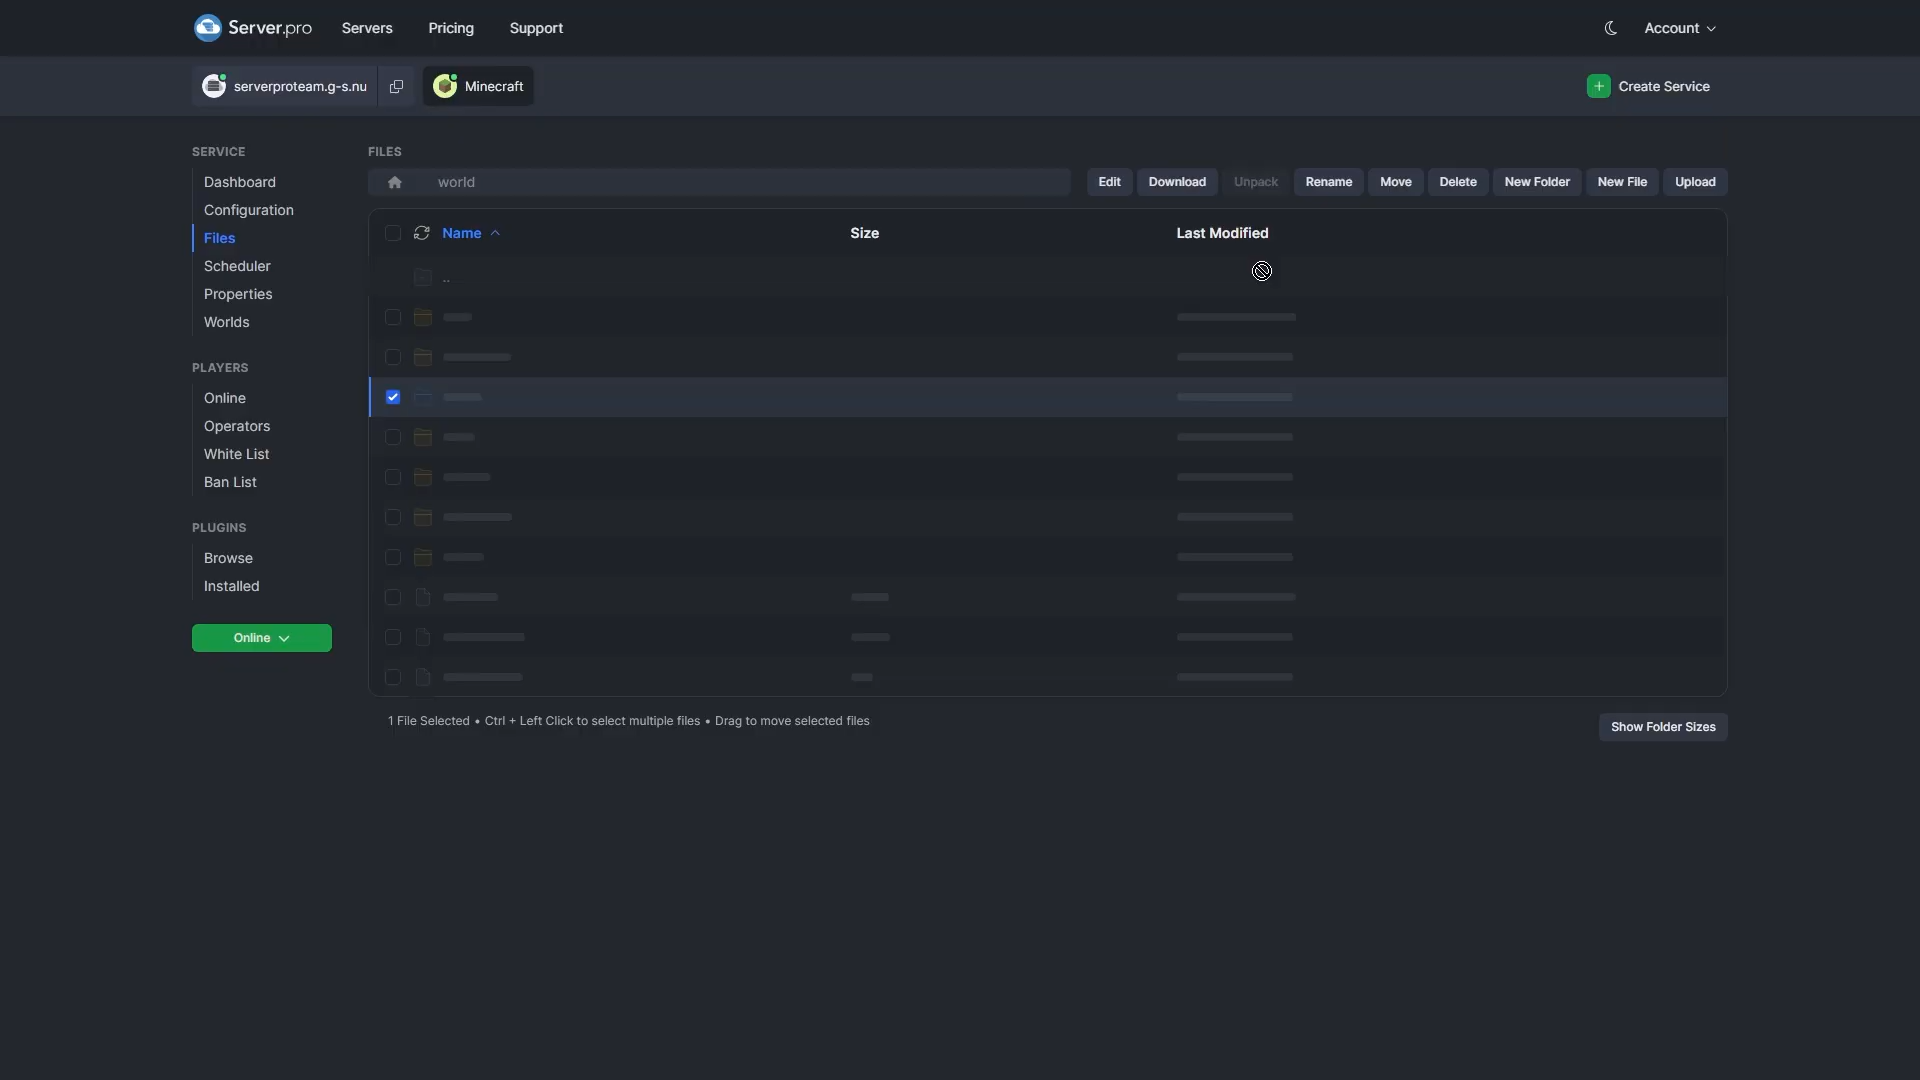 Server.pro Servers Pricing Support Account
serverproteam.g-s.nu Minecraft Create Service
SERVICE
Dashboard
Configuration
Files
Scheduler
Properties
Worlds
PLAYERS
Online
Operators
White List
Ban List
PLUGINS
Browse
Installed
Online
FILES
world Edit Download Unpack Rename Move Delete New Folder New File Upload
Name Size Last Modified
..
1 File Selected • Ctrl + Left Click to select multiple files • Drag to move selected files
Show Folder Sizes